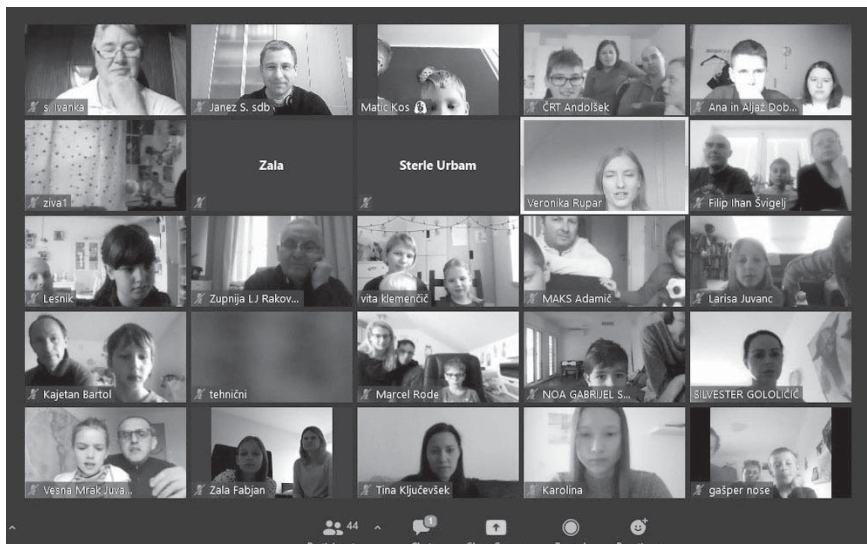 s. Ivanka
Janez S. sdb
Matic Kos
ČRT Andolšek
Ana in Aljaž Dob...
ziva1
Zala
Sterle Urbam
Veronika Rupar
Filip Ihan Švigelj
Lesnik
Zupnija LJ Rakov...
vita klemenčič
MAKS Adamič
Larisa Juvanc
Kajetan Bartol
tehnični
Marcel Rode
NOA GABRIJEL S...
SILVESTER GOLOLIČIČ
Vesna Mrak Juva...
Zala Fabjan
Tina Ključevšek
Karolina
gašper nose
44
1